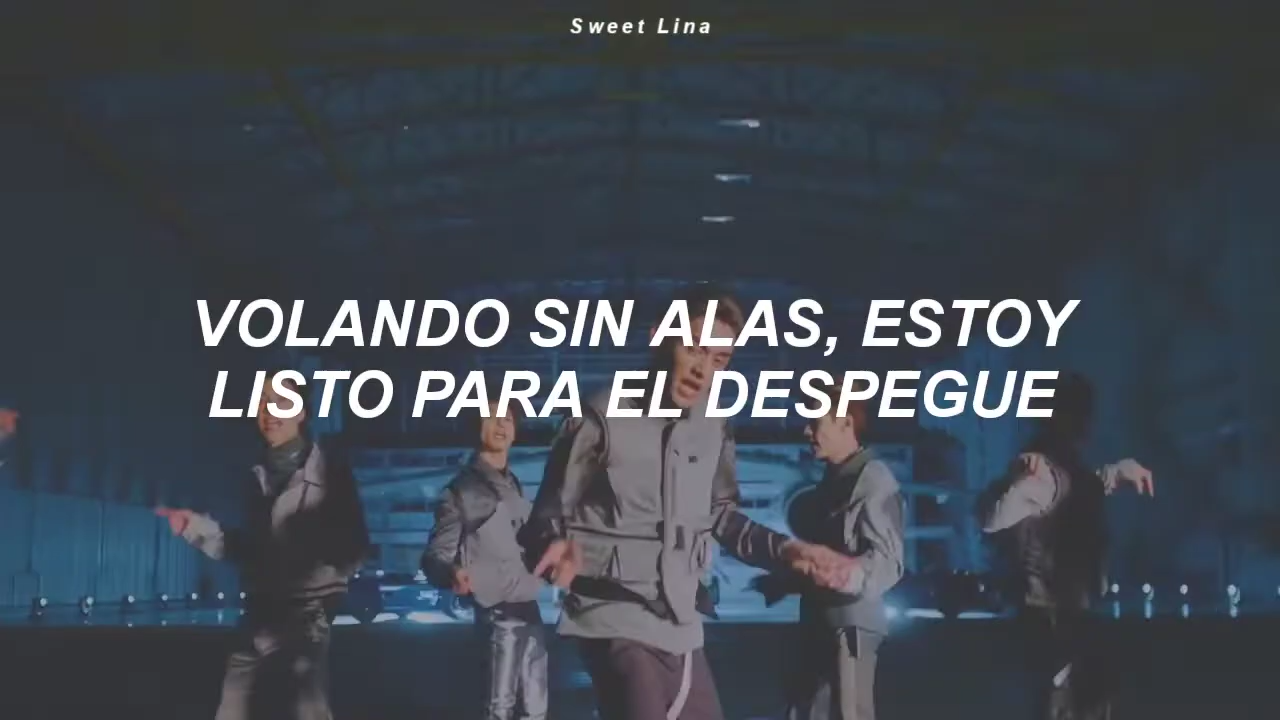 Sweet Lina
VOLANDO SIN ALAS, ESTOY
LISTO PARA EL DESPEGUE